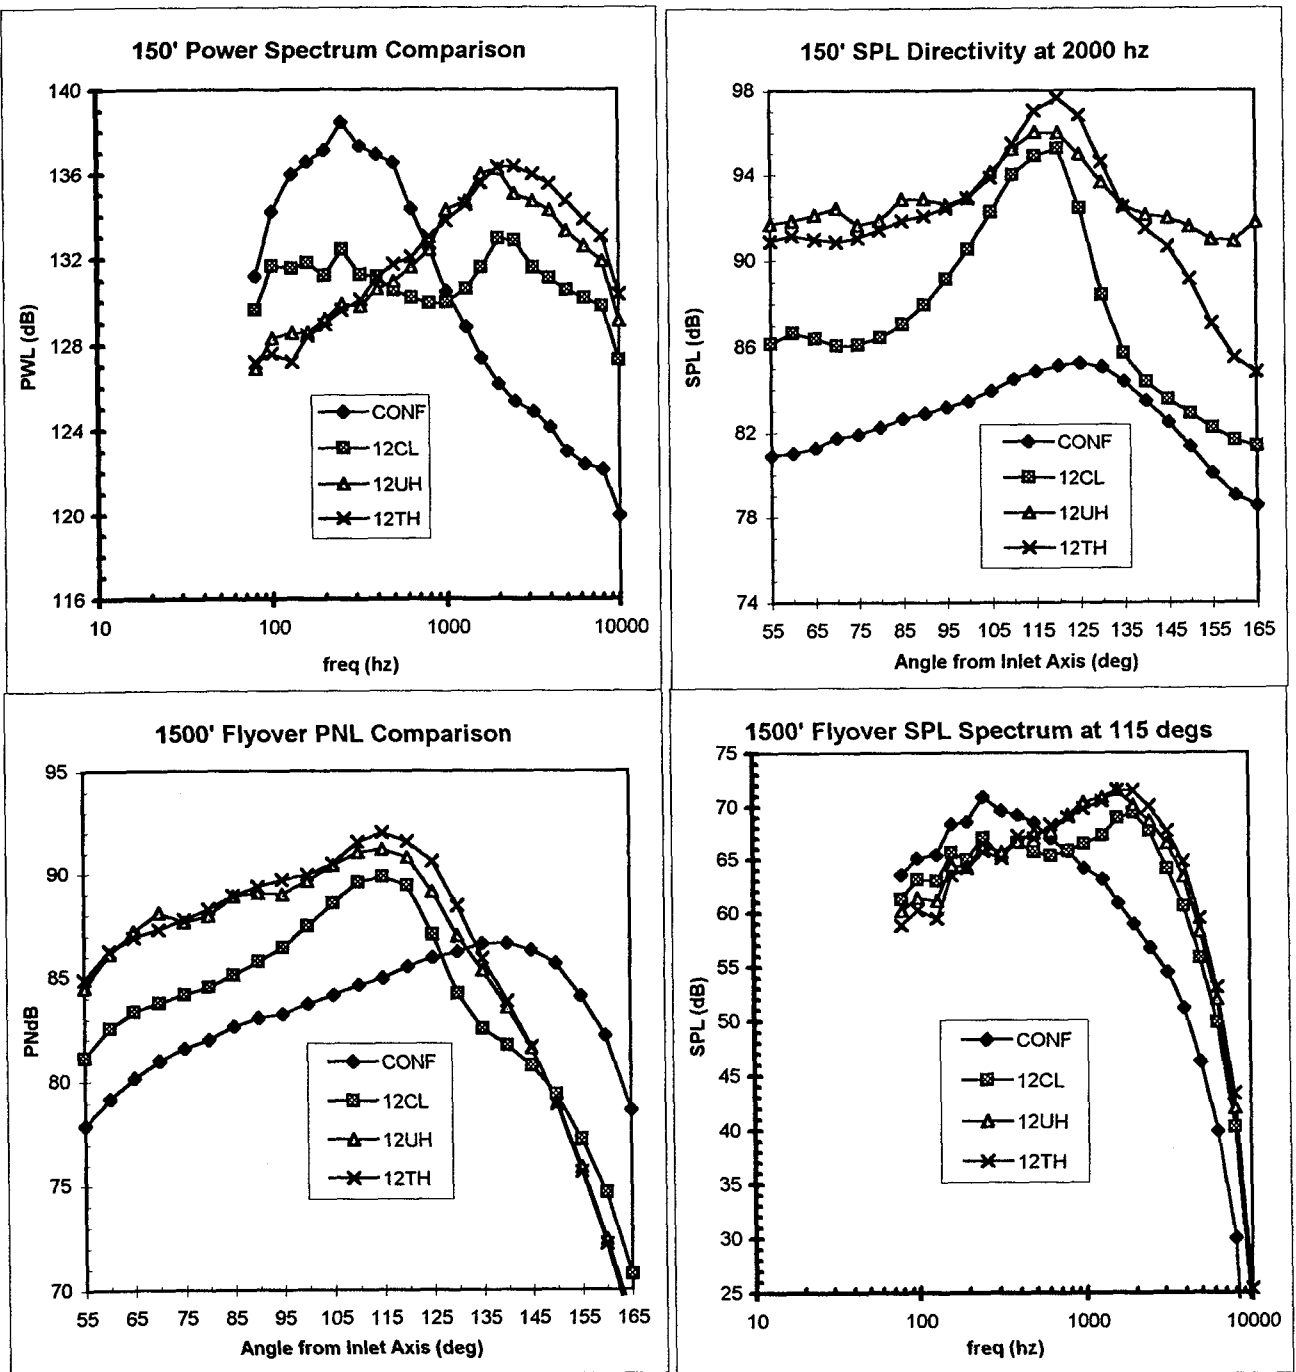 150' Power Spectrum Comparison
140
136
132
128
124
120
116
PWL (dB)
CONF
12CL
12UH
12TH
10 100 1000 10000
freq (hz)
150' SPL Directivity at 2000 hz
98
94
90
86
82
78
74
SPL (dB)
CONF
12CL
12UH
12TH
55 65 75 85 95 105 115 125 135 145 155 165
Angle from Inlet Axis (deg)
1500' Flyover PNL Comparison
95
90
85
80
75
70
PNdB
CONF
12CL
12UH
12TH
55 65 75 85 95 105 115 125 135 145 155 165
Angle from Inlet Axis (deg)
1500' Flyover SPL Spectrum at 115 degs
75
70
65
60
55
50
45
40
35
30
25
SPL (dB)
CONF
12CL
12UH
12TH
10 100 1000 10000
freq (hz)